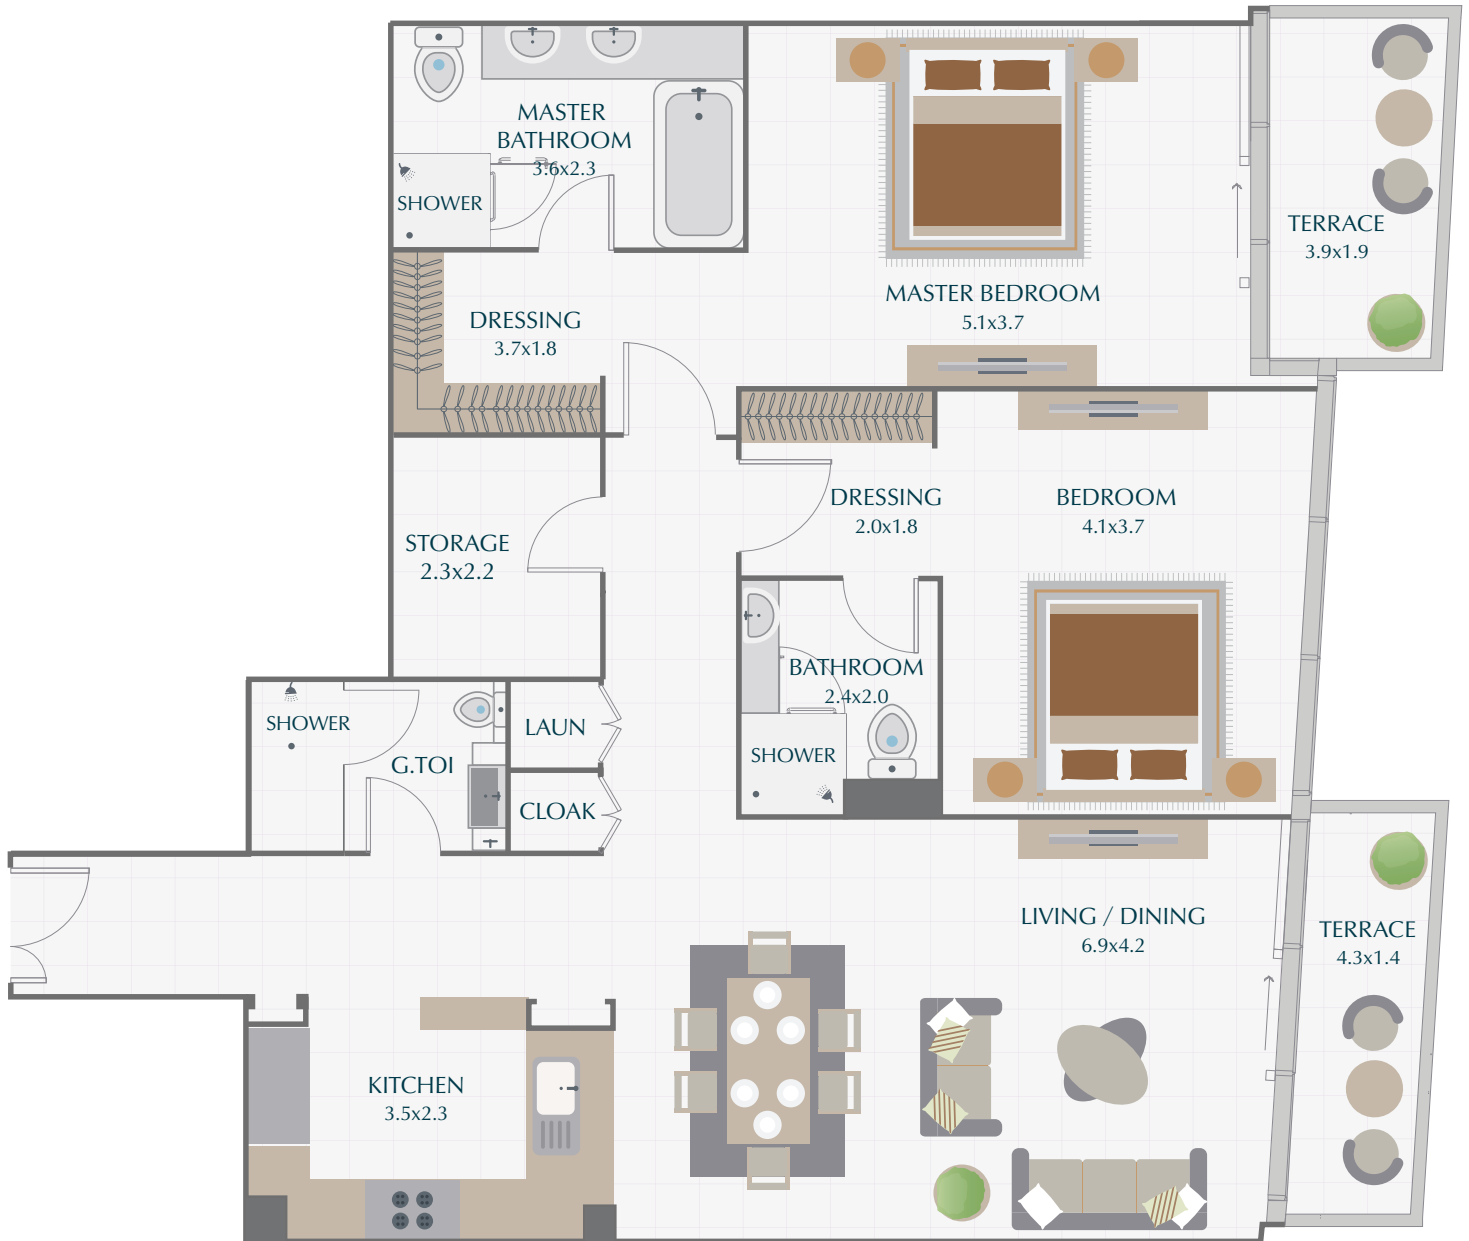 MASTER
BATHROOM
3.6x2.3
SHOWER
TERRACE
3.9x1.9
MASTER BEDROOM
5.1x3.7
DRESSING
3.7x1.8
DRESSING
2.0x1.8
BEDROOM
4.1x3.7
STORAGE
2.3x2.2
BATHROOM
2.4x2.0
SHOWER
SHOWER
G.TOI
LAUN
CLOAK
LIVING / DINING
6.9x4.2
TERRACE
4.3x1.4
KITCHEN
3.5x2.3